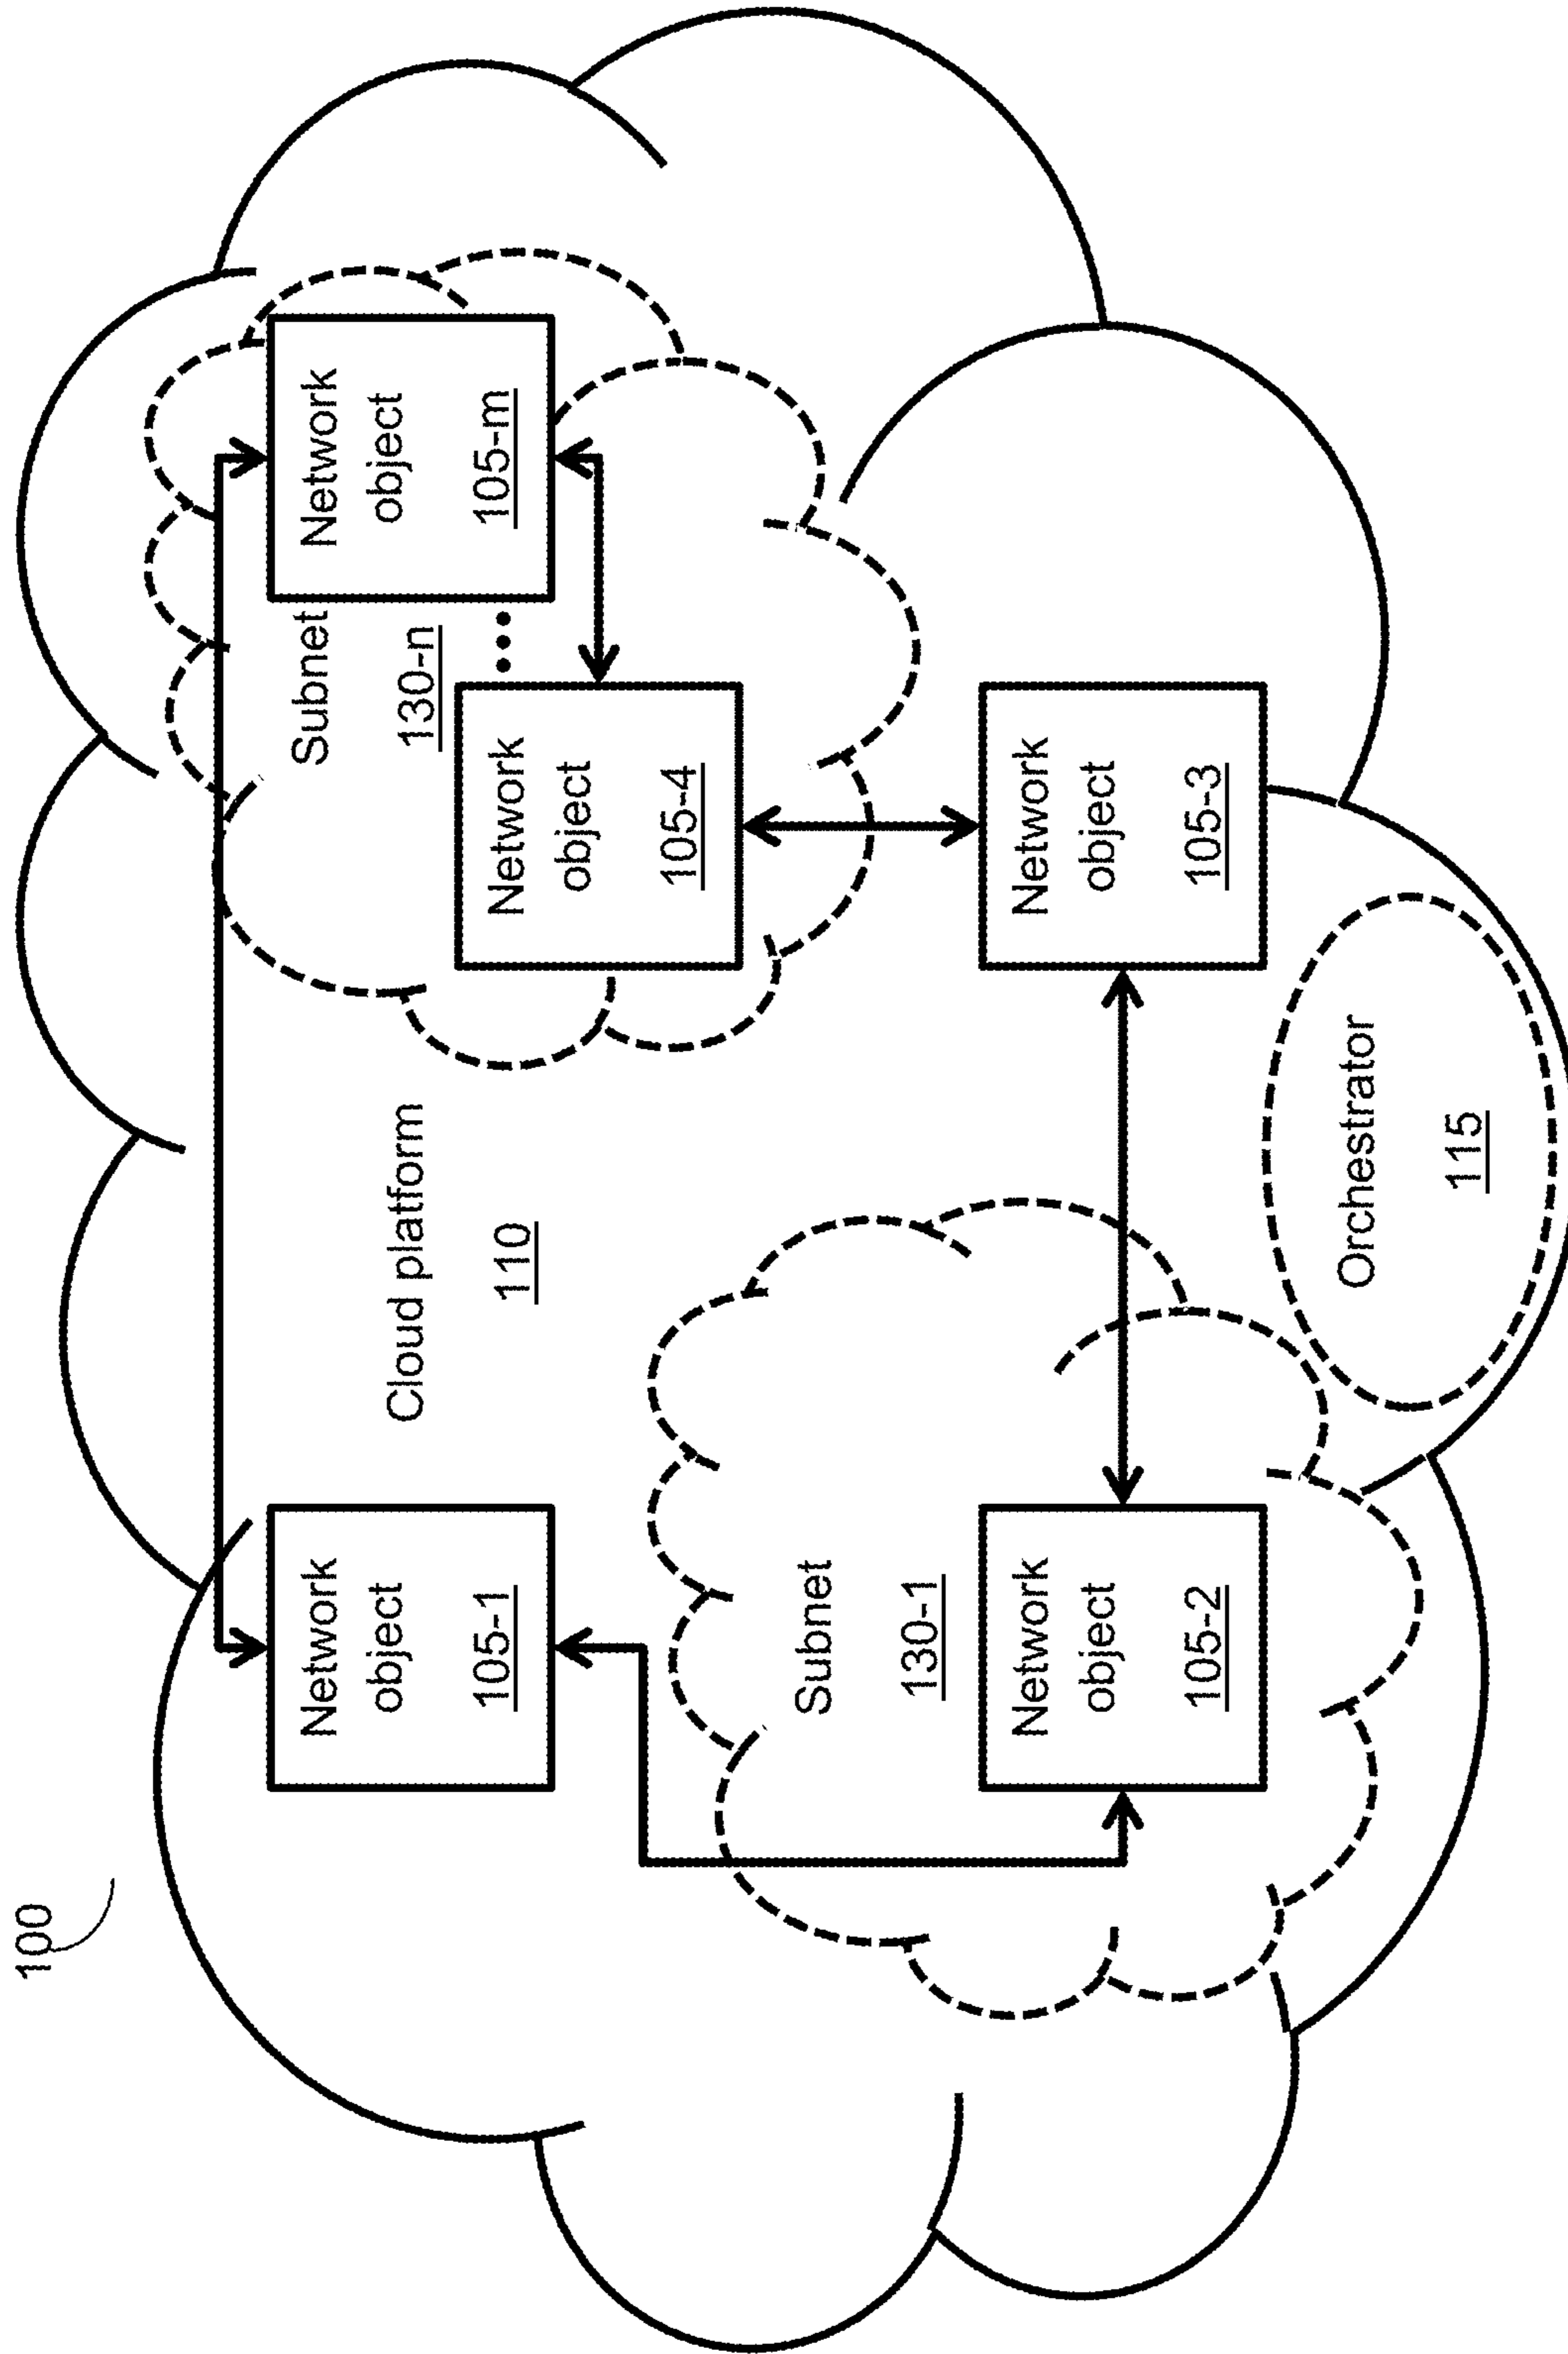 100
Network
object
105-1
Cloud platform
110
Subnet
130-n
Network
object
105-m
•••
Network
object
105-4
Subnet
130-1
Network
object
105-2
Network
object
105-3
Orchestrator
115